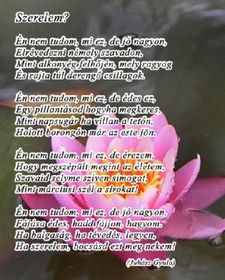 Szerelem?
Én nem tudom, mi ez, de jó nagyon,
Elrévedezni némely szavadon,
Mint alkonyég felhőjén, mely ragyog
És rajta túl derengő csillagok.
Én nem tudom, mi ez, de édes ez,
Egy pillantásod hogyha megkeres,
Mint napsugár ha villan a tetőn,
Holott borongón már az este jön.
Én nem tudom, mi ez, de érezem,
Hogy megszépült megint az életem,
Szavaid selyme szíven simogat,
Mint márciusi szél a sírokat!
Én nem tudom, mi ez, de jó nagyon,
Fájása édes, hadd fájjon, hagyom.
Ha balgaság, ha tévedés, legyen,
Ha szerelem, bocsásd ezt meg nekem!
(Juhász Gyula)